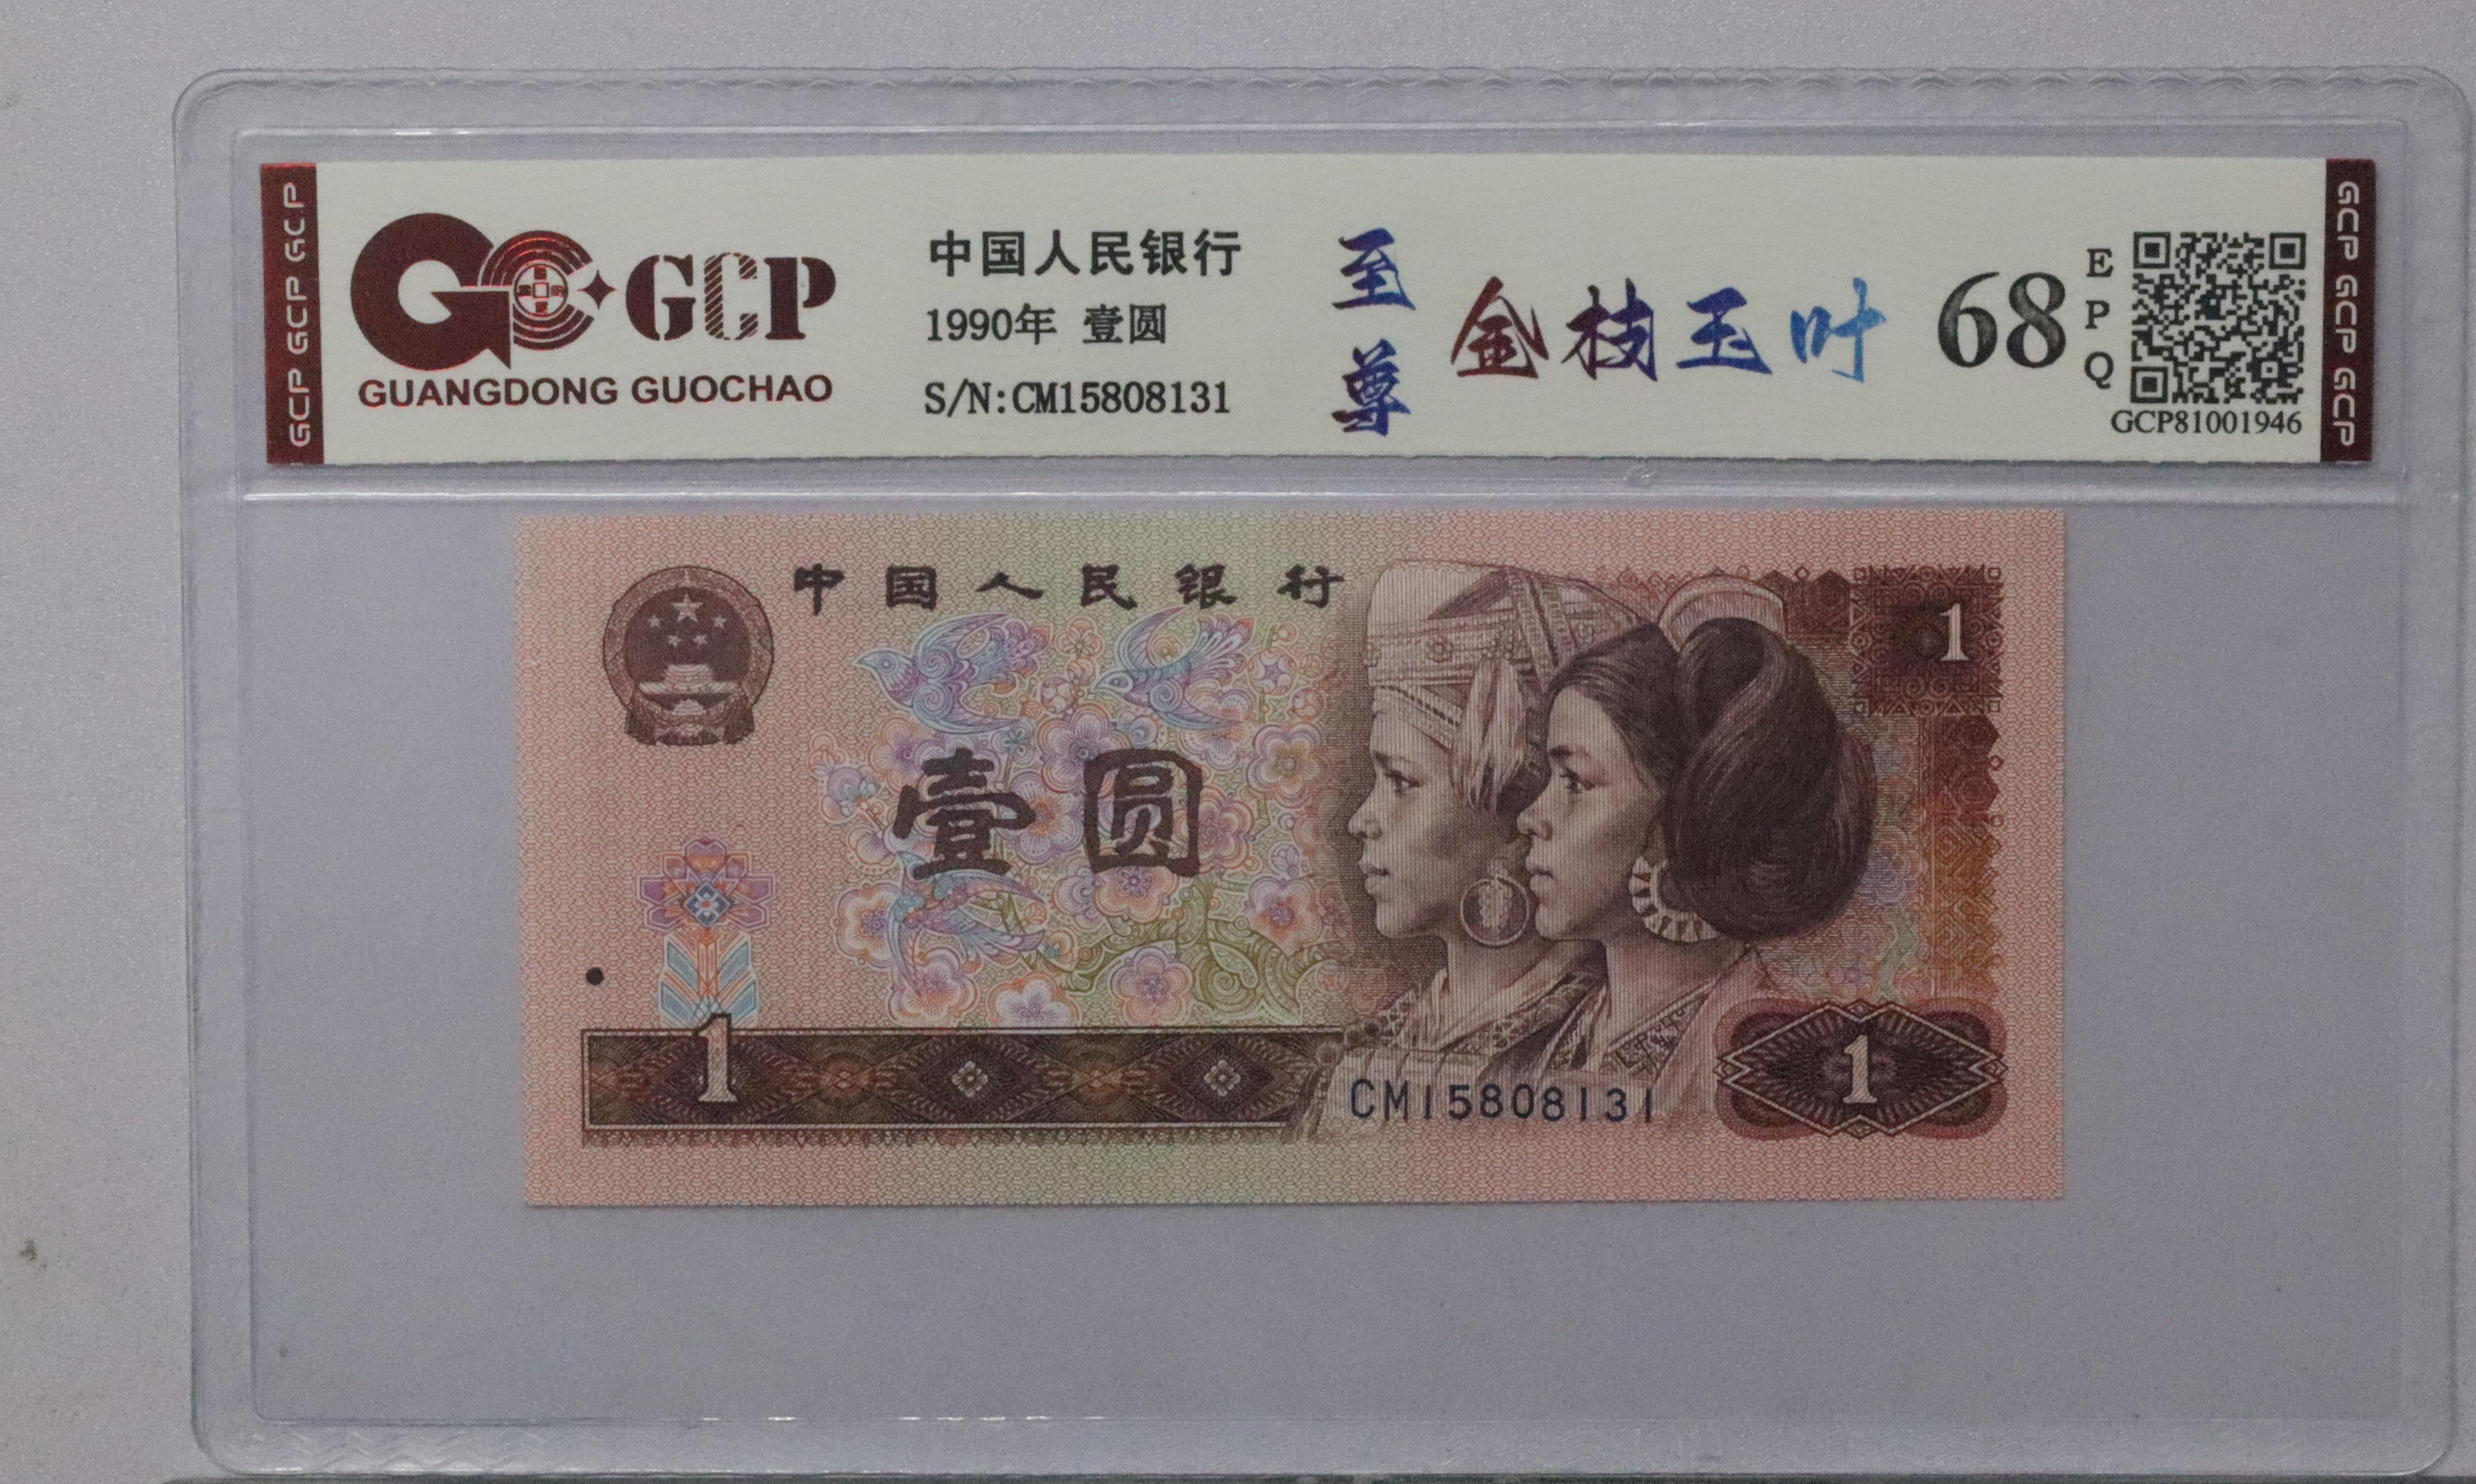 GCP GCP GCP
GCP
GUANGDONG GUOCHAO
中国人民银行
1990年 壹圆
S/N:CM15808131
至尊
金枝玉叶
68
EPQ
GCP81001946
GCP GCP GCP
中国人民银行
1
壹圆
1
CM15808131
1